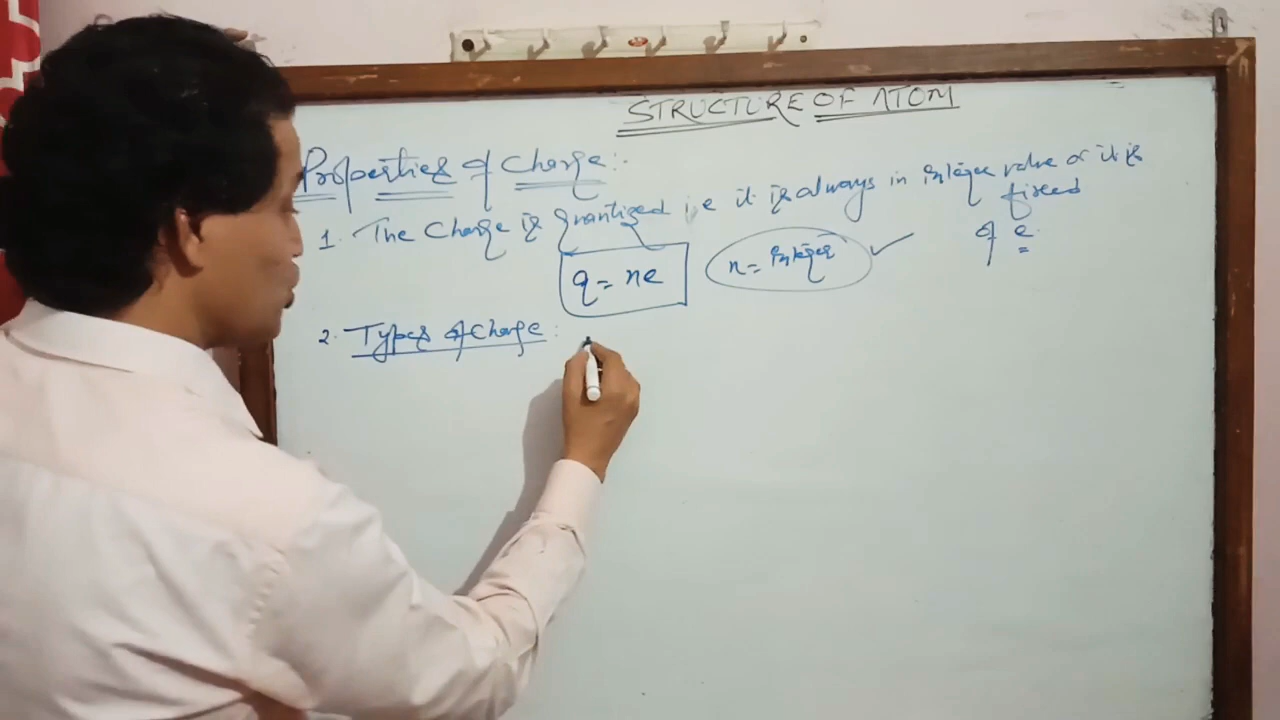 STRUCTURE OF ATOM
Properties of Charge:.
1. The Charge is quantized i.e it is always in integer value or it is fixed
of e
q = ne
n = integer
2. Types of Charge :